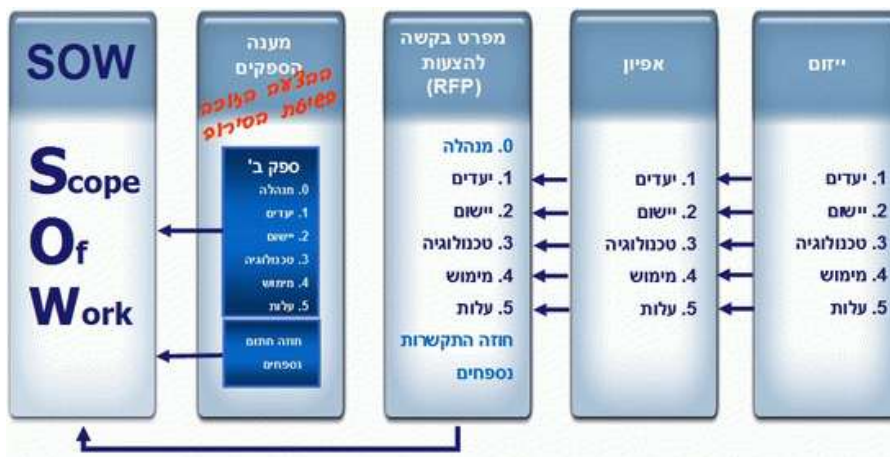 ייזום
1. יעדים
2. יישום
3. טכנולוגיה
4. מימוש
5. עלות
אפיון
1. יעדים
2. יישום
3. טכנולוגיה
4. מימוש
5. עלות
מפרט בקשה
להצעות
(RFP)
0. מנהלה
1. יעדים
2. יישום
3. טכנולוגיה
4. מימוש
5. עלות
חוזה התקשרות
נספחים
מענה
הספקים
ההצעה הזוכה
ספק ב'
0. מנהלה
1. יעדים
2. יישום
3. טכנולוגיה
4. מימוש
5. עלות
חוזה חתום
נספחים
SOW
Scope
Of
Work